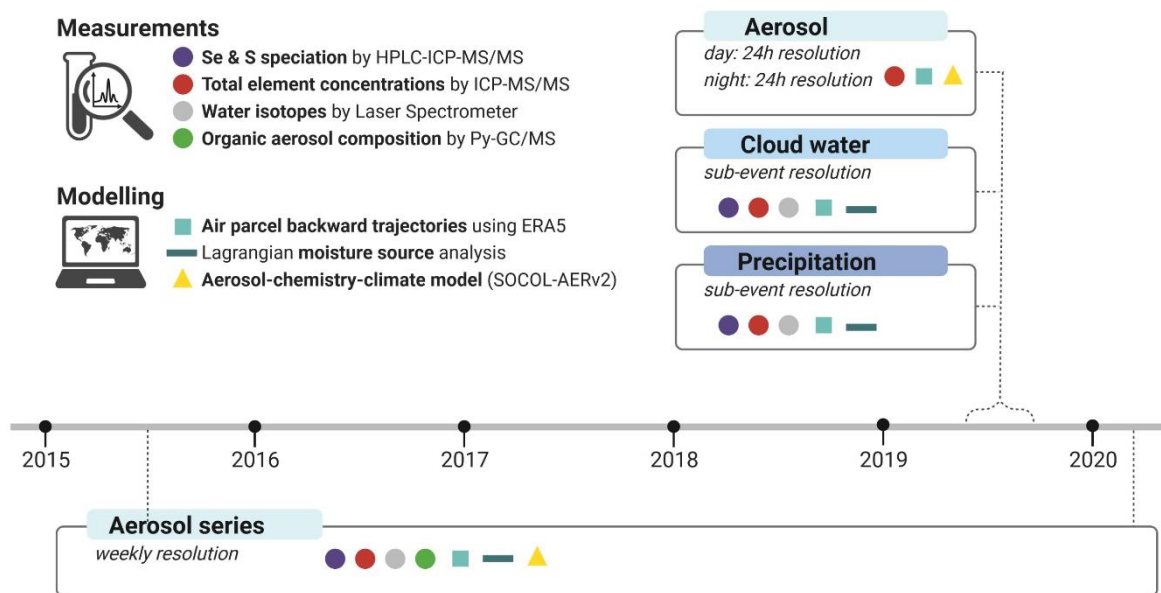 Measurements
Se & S speciation by HPLC-ICP-MS/MS
Total element concentrations by ICP-MS/MS
Water isotopes by Laser Spectrometer
Organic aerosol composition by Py-GC/MS
Modelling
Air parcel backward trajectories using ERA5
Lagrangian moisture source analysis
Aerosol-chemistry-climate model (SOCOL-AERv2)
Aerosol
day: 24h resolution
night: 24h resolution
Cloud water
sub-event resolution
Precipitation
sub-event resolution
2015 2016 2017 2018 2019 2020
Aerosol series
weekly resolution